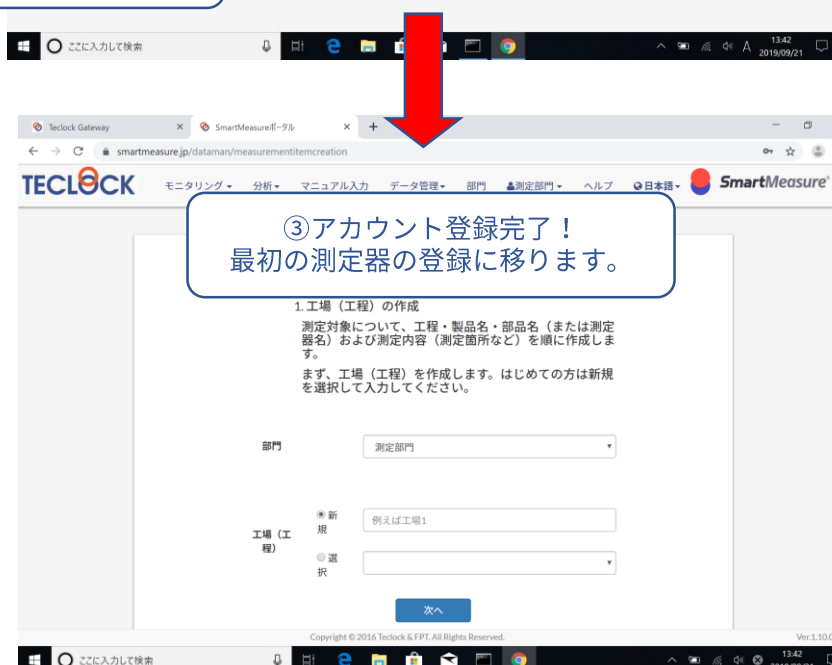 ここに入力して検索
A
13:42
2019/09/21
Teclock Gateway
SmartMeasureポータル
smartmeasure.jp/dataman/measurementitemcreation
TECLOCK
モニタリング 分析 マニュアル入力 データ管理 部門 測定部門 ヘルプ 日本語 SmartMeasure
③アカウント登録完了！
最初の測定器の登録に移ります。
1. 工場（工程）の作成
測定対象について、工程・製品名・部品名（または測定
器名）および測定内容（測定箇所など）を順に作成しま
す。
まず、工場（工程）を作成します。はじめての方は新規
を選択して入力してください。
部門
測定部門
工場（工
程）
新
規
例えば工場1
選
択
次へ
Copyright © 2016 Teclock & FPT. All Rights Reserved.
Ver.1.10.0
ここに入力して検索
13:42